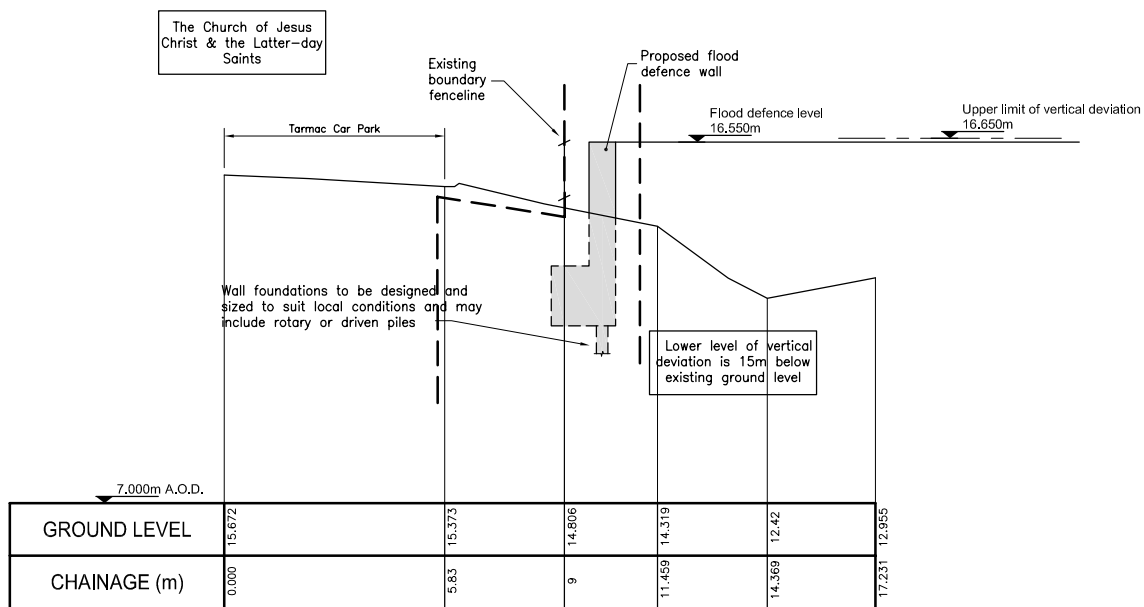 The Church of Jesus
Christ & the Latter-day
Saints
Existing
boundary
fenceline
Proposed flood
defence wall
Flood defence level
16.550m
Upper limit of vertical deviation
16.650m
Tarmac Car Park
Wall foundations to be designed and
sized to suit local conditions and may
include rotary or driven piles
Lower level of vertical
deviation is 15m below
existing ground level
7.000m A.O.D.
GROUND LEVEL 15.672 15.373 14.806 14.319 12.42 12.955
CHAINAGE (m) 0.000 5.83 9 11.459 14.369 17.231